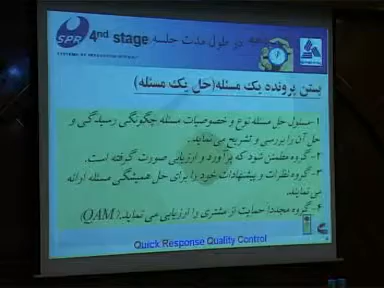 SPR 4nd stage در طول مدت جلسه
بستن پرونده یک مسئله(حل یک مسئله)
۱-مسئول حل مسئله نوع و خصوصیات مسئله چگونگی رسیدگی و
حل آن را بررسی و تشریح می نماید.
۲-گروه مطمئن شود که برآورد و ارزیابی صورت گرفته است.
۳-گروه نظرات و پیشنهادات خود را برای حل همیشگی مسئله ارائه
می نمایند.
۴-گروه مجدداً حمایت از مشتری را ارزیابی می نماید.(QAM)
Quick Response Quality Control